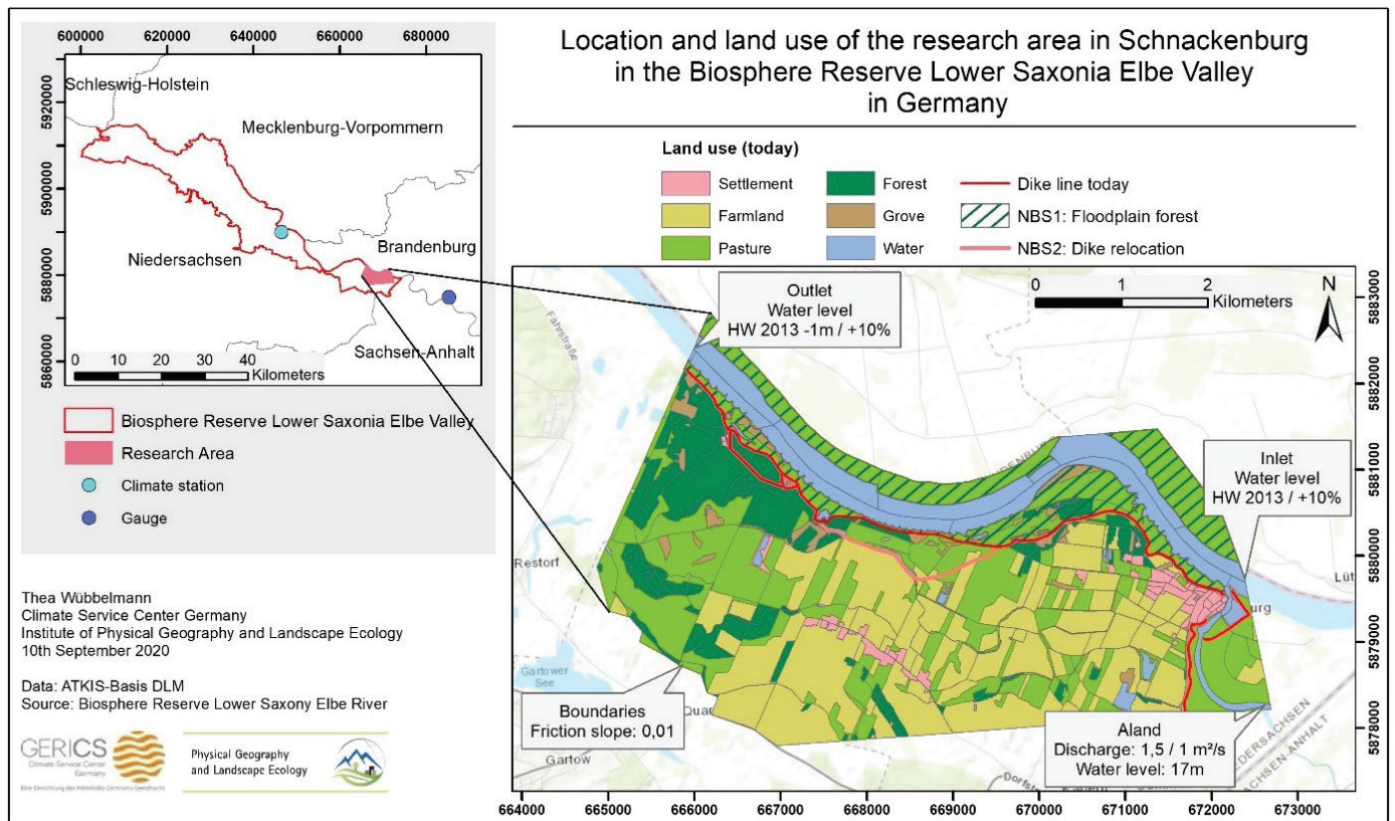 Location and land use of the research area in Schnackenburg
in the Biosphere Reserve Lower Saxonia Elbe Valley
in Germany
600000 620000 640000 660000 680000
5920000
5900000
5880000
5860000
Schleswig-Holstein
Mecklenburg-Vorpommern
Brandenburg
Niedersachsen
Sachsen-Anhalt
0 10 20 30 40
Kilometers
Biosphere Reserve Lower Saxonia Elbe Valley
Research Area
Climate station
Gauge
Thea Wübbelmann
Climate Service Center Germany
Institute of Physical Geography and Landscape Ecology
10th September 2020
Data: ATKIS-Basis DLM
Source: Biosphere Reserve Lower Saxony Elbe River
GERICS
Climate Service Center
Germany
Physical Geography
and Landscape Ecology
Land use (today)
Settlement
Farmland
Pasture
Forest
Grove
Water
Dike line today
NBS1: Floodplain forest
NBS2: Dike relocation
Outlet
Water level
HW 2013 -1m / +10%
0 1 2
Kilometers
N
Inlet
Water level
HW 2013 / +10%
Fährstraße
Restorf
Gartower
See
Quar
Gartow
Boundaries
Friction slope: 0,01
Aland
Discharge: 1,5 / 1 m²/s
Water level: 17m
burg
Lüt
EDERSACHSEN
ACHSEN-ANHALT
5883000
5882000
5881000
5880000
5879000
5878000
664000 665000 666000 667000 668000 669000 670000 671000 672000 673000